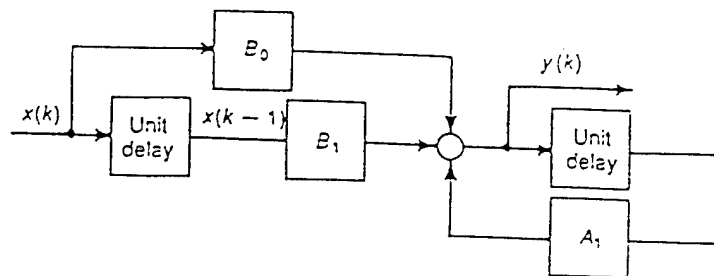 B₀
y(k)
x(k)
Unit
delay
x(k − 1)
B₁
Unit
delay
A₁